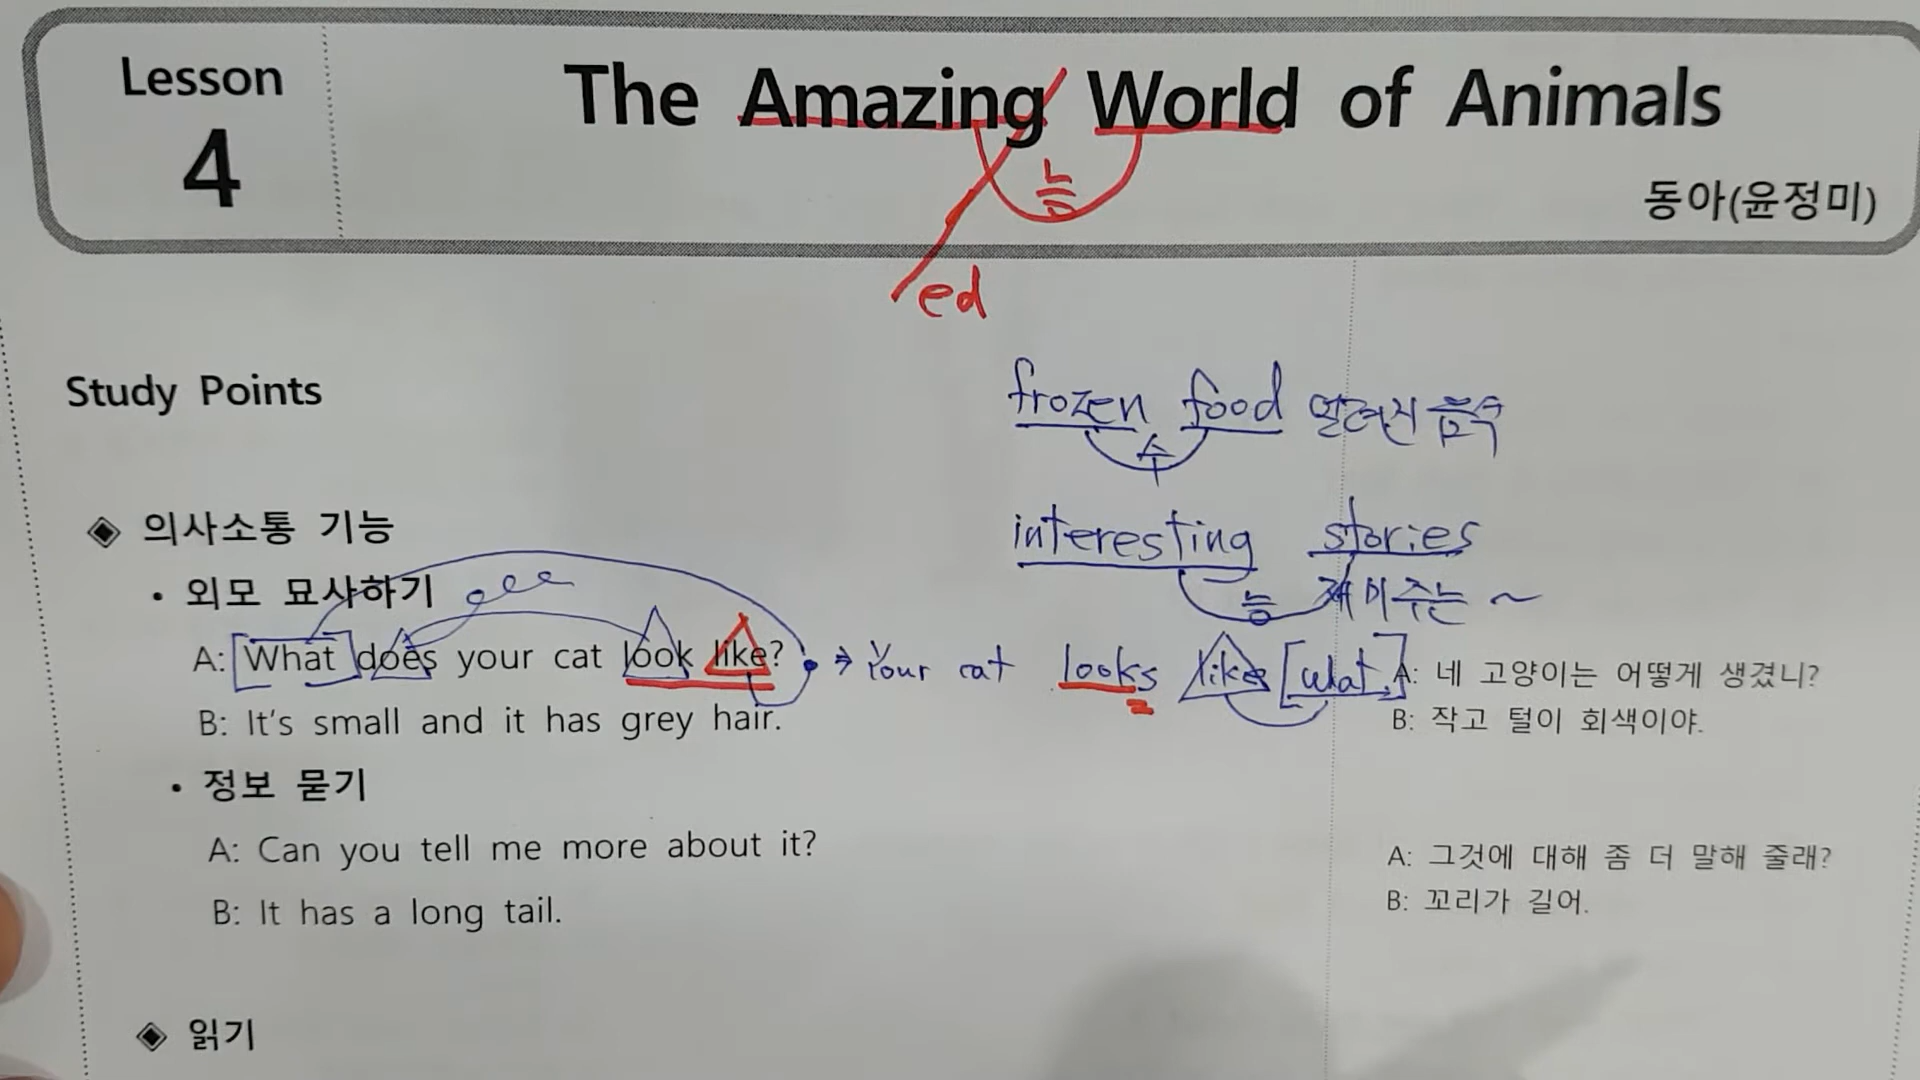 Lesson
4
The Amazing World of Animals
능
동아(윤정미)
ed
Study Points
frozen food 얼려진 음식
수
◈ 의사소통 기능
interesting stories
능 재미주는 ~
• 외모 묘사하기
A: [What does your cat look like? → Your cat looks like [what.] A: 네 고양이는 어떻게 생겼니?
B: It's small and it has grey hair. B: 작고 털이 회색이야.
• 정보 묻기
A: Can you tell me more about it? A: 그것에 대해 좀 더 말해 줄래?
B: It has a long tail. B: 꼬리가 길어.
◈ 읽기